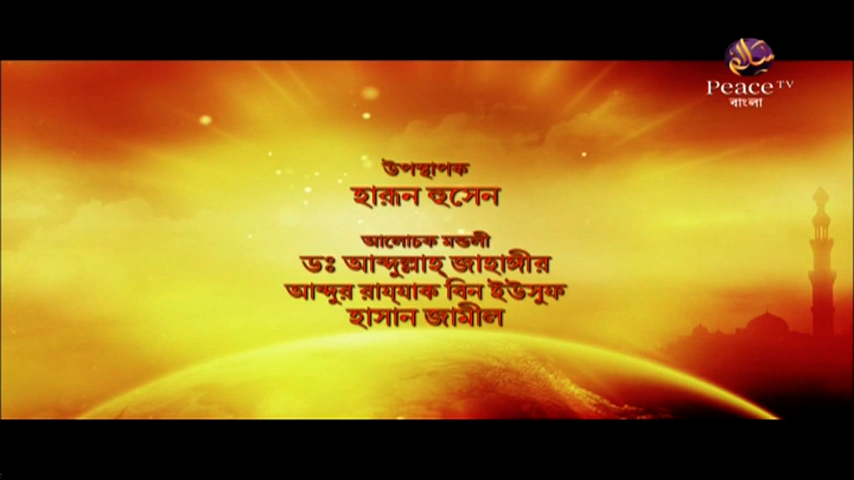 Peace TV
বাংলা
উপস্থাপক
হারূন হুসেন
আলোচক মন্ডলী
ডঃ আব্দুল্লাহ্ জাহাঙ্গীর
আব্দুর রায্‌যাক বিন ইউসুফ
হাসান জামীল